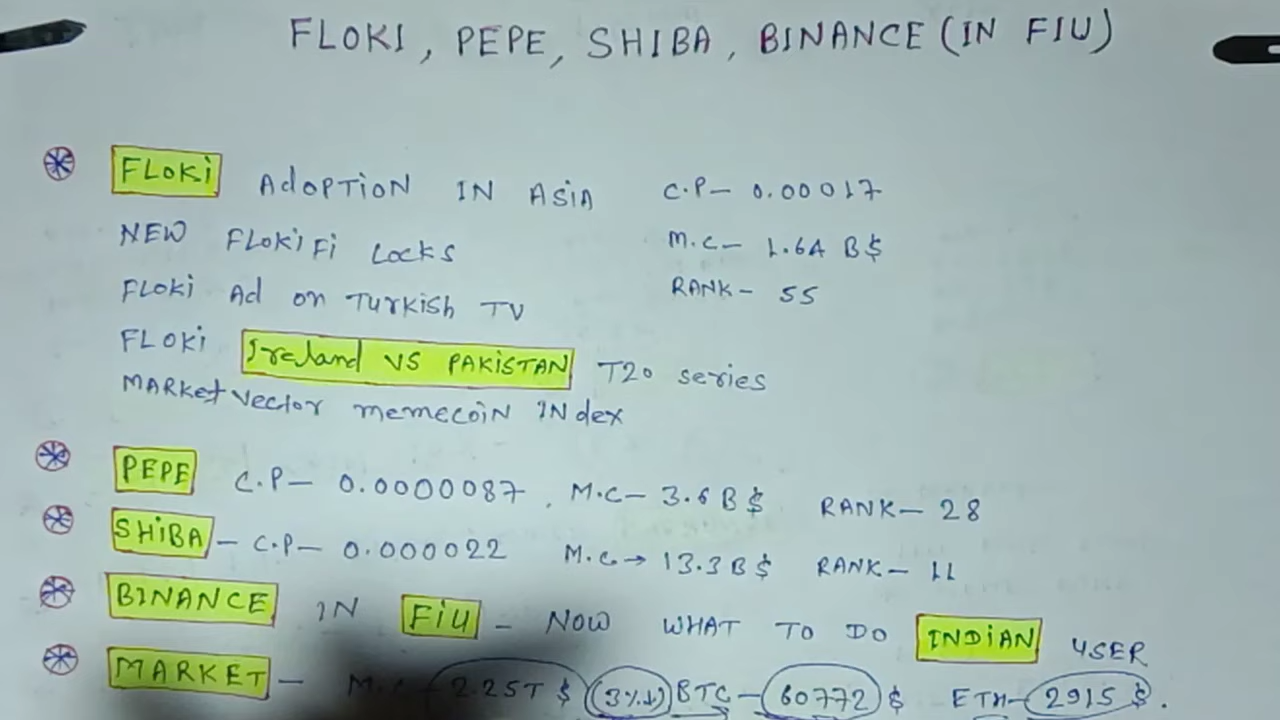 FLOKI, PEPE, SHIBA, BINANCE (IN FIU)
FLOKi AdOPTiON IN ASiA C.P- 0.00017
NEW FLOKiFi LOCKS M.C- 1.64 B$
FLOKi Ad on TurKish TV RANK- 55
FLOKi Ireland VS PAKiSTAN T20 series
MARKet Vector memecoiN INdex
PEPE C.P- 0.0000087, M.C- 3.6 B$ RANK- 28
SHiBA - C.P- 0.000022 M.C→ 13.3B$ RANK- 11
BINANCE IN FiU - NOW WHAT TO DO INDiAN USER
MARKET - M.C- 2.25T $ (3%↓) BTC- 60772 $ ETH- 2915 $.